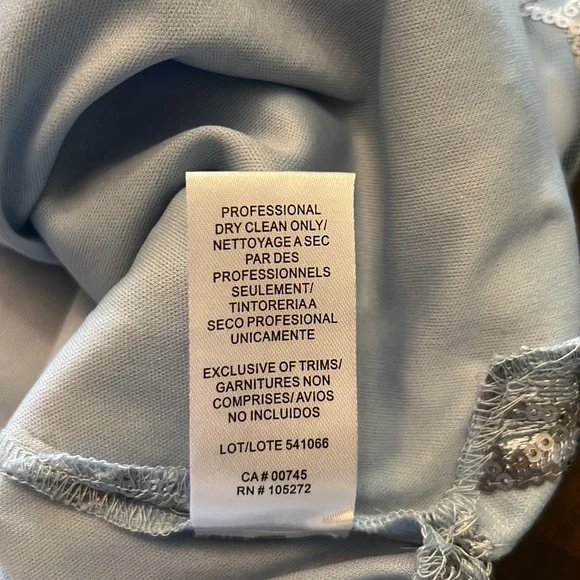 PROFESSIONAL
DRY CLEAN ONLY/
NETTOYAGE A SEC
PAR DES
PROFESSIONNELS
SEULEMENT/
TINTORERIA A
SECO PROFESIONAL
UNICAMENTE
EXCLUSIVE OF TRIMS/
GARNITURES NON
COMPRISES/ AVIOS
NO INCLUIDOS
LOT/LOTE 541066
CA # 00745
RN # 105272